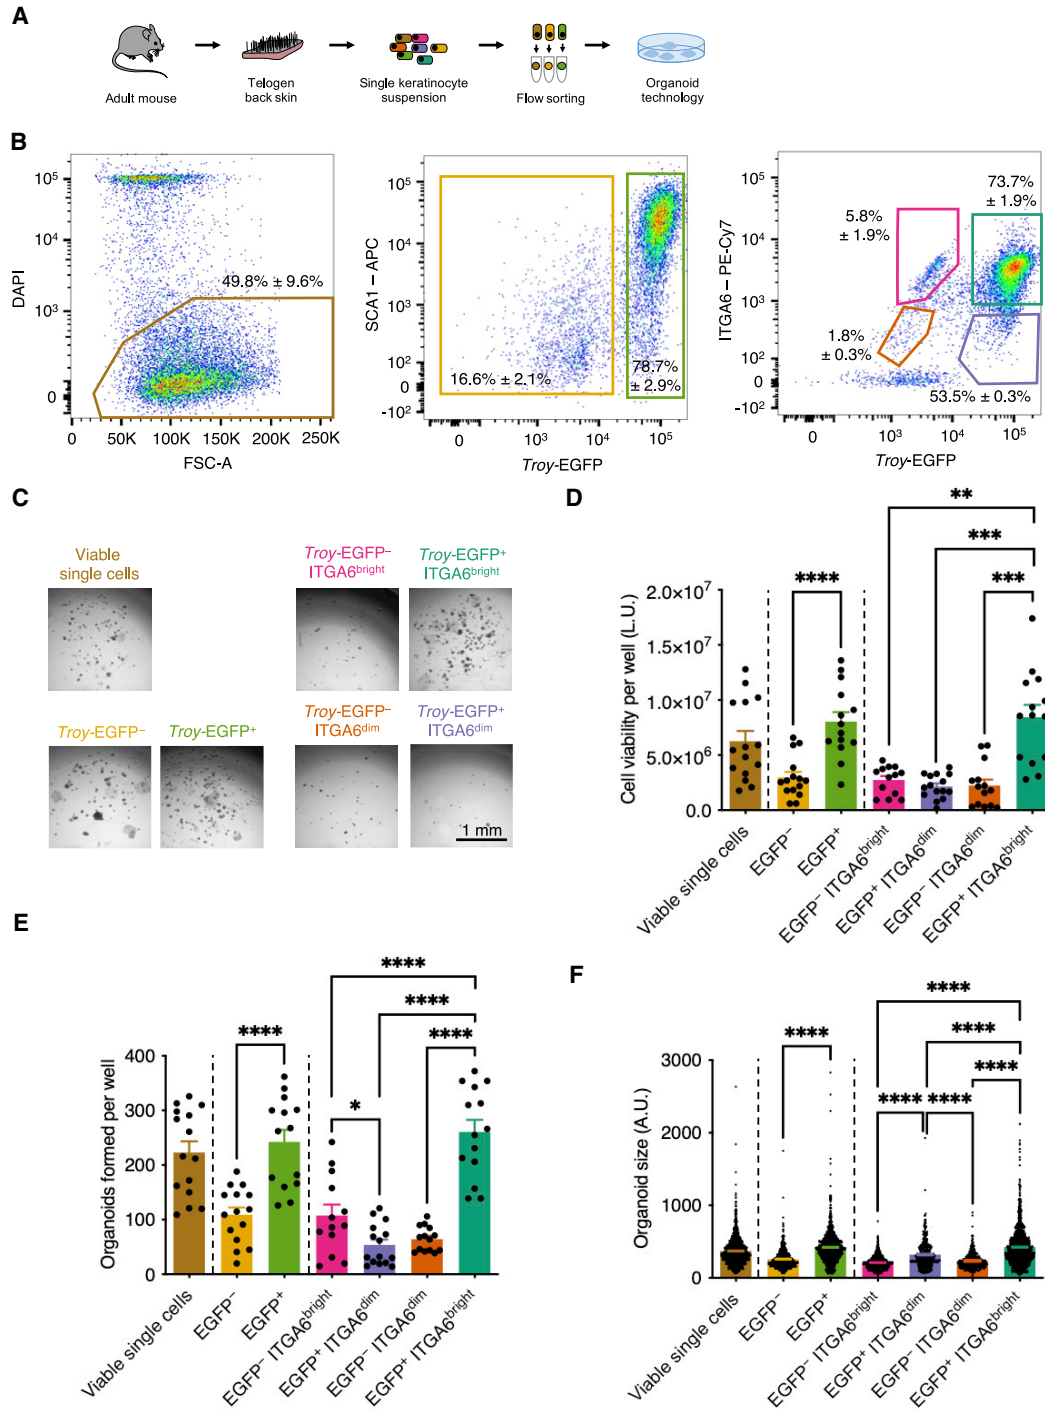 A
Adult mouse
Telogen
back skin
Single keratinocyte
suspension
Flow sorting
Organoid
technology
B
DAPI
10⁵
10⁴
10³
0
49.8% ± 9.6%
0 50K 100K 150K 200K 250K
FSC-A
SCA1 – APC
10⁵
10⁴
10³
10²
0
-10²
16.6% ± 2.1%
78.7%
± 2.9%
0 10³ 10⁴ 10⁵
Troy-EGFP
ITGA6 – PE-Cy7
10⁵
10⁴
10³
10²
0
-10²
73.7%
± 1.9%
5.8%
± 1.9%
1.8%
± 0.3%
53.5% ± 0.3%
0 10³ 10⁴ 10⁵
Troy-EGFP
C
Viable
single cells
Troy-EGFP⁻
ITGA6ᵇʳⁱᵍʰᵗ
Troy-EGFP⁺
ITGA6ᵇʳⁱᵍʰᵗ
Troy-EGFP⁻
Troy-EGFP⁺
Troy-EGFP⁻
ITGA6ᵈⁱᵐ
Troy-EGFP⁺
ITGA6ᵈⁱᵐ
1 mm
D
**
***
****
***
Cell viability per well (L.U.)
2.0×10⁷
1.5×10⁷
1.0×10⁷
5.0×10⁶
0.0
Viable single cells
EGFP⁻
EGFP⁺
EGFP⁻ ITGA6ᵇʳⁱᵍʰᵗ
EGFP⁺ ITGA6ᵈⁱᵐ
EGFP⁻ ITGA6ᵈⁱᵐ
EGFP⁺ ITGA6ᵇʳⁱᵍʰᵗ
E
****
****
****
****
*
Organoids formed per well
400
300
200
100
0
Viable single cells
EGFP⁻
EGFP⁺
EGFP⁻ ITGA6ᵇʳⁱᵍʰᵗ
EGFP⁺ ITGA6ᵈⁱᵐ
EGFP⁻ ITGA6ᵈⁱᵐ
EGFP⁺ ITGA6ᵇʳⁱᵍʰᵗ
F
****
****
****
****
**** ****
Organoid size (A.U.)
3000
2000
1000
0
Viable single cells
EGFP⁻
EGFP⁺
EGFP⁻ ITGA6ᵇʳⁱᵍʰᵗ
EGFP⁺ ITGA6ᵈⁱᵐ
EGFP⁻ ITGA6ᵈⁱᵐ
EGFP⁺ ITGA6ᵇʳⁱᵍʰᵗ